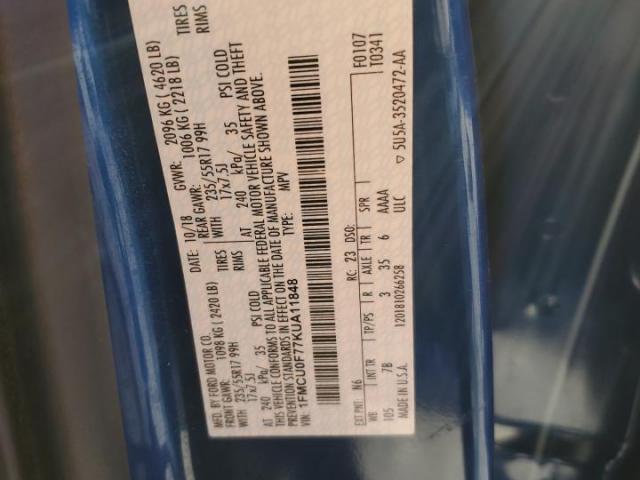 MFD. BY FORD MOTOR CO.
DATE: 10/18 GVWR: 2096 KG ( 4620 LB)
FRONT GAWR: 1098 KG ( 2420 LB) REAR GAWR: 1006 KG ( 2218 LB)
WITH 235/55R17 99H TIRES WITH 235/55R17 99H TIRES
17x7.5J RIMS 17x7.5J RIMS
AT 240 kPa/ 35 PSI COLD AT 240 kPa/ 35 PSI COLD
THIS VEHICLE CONFORMS TO ALL APPLICABLE FEDERAL MOTOR VEHICLE SAFETY AND THEFT
PREVENTION STANDARDS IN EFFECT ON THE DATE OF MANUFACTURE SHOWN ABOVE.
VIN: 1FMCU0F77KUA11848 MPV
F0107
T0341
EXT PNT: N6 RC: 23 DSO:
WB INT TR TP/PS R AXLE TR SPR
105 7B 3 35 6 AAAA
MADE IN U.S.A. 1201810266258 ULC
5U5A-3520472-AA